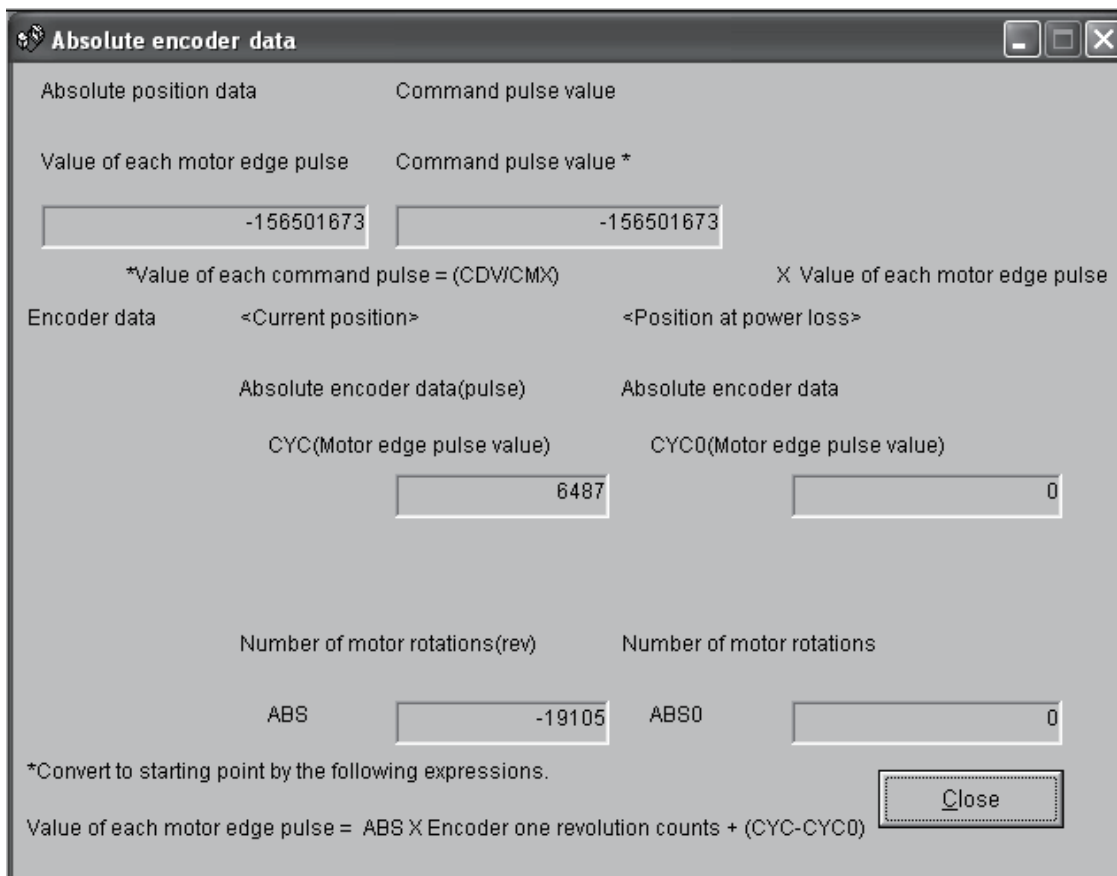 Absolute encoder data
Absolute position data Command pulse value
Value of each motor edge pulse Command pulse value *
-156501673 -156501673
*Value of each command pulse = (CDV/CMX) X Value of each motor edge pulse
Encoder data <Current position> <Position at power loss>
Absolute encoder data(pulse) Absolute encoder data
CYC(Motor edge pulse value) CYC0(Motor edge pulse value)
6487 0
Number of motor rotations(rev) Number of motor rotations
ABS -19105 ABS0 0
*Convert to starting point by the following expressions.
Close
Value of each motor edge pulse = ABS X Encoder one revolution counts + (CYC-CYC0)